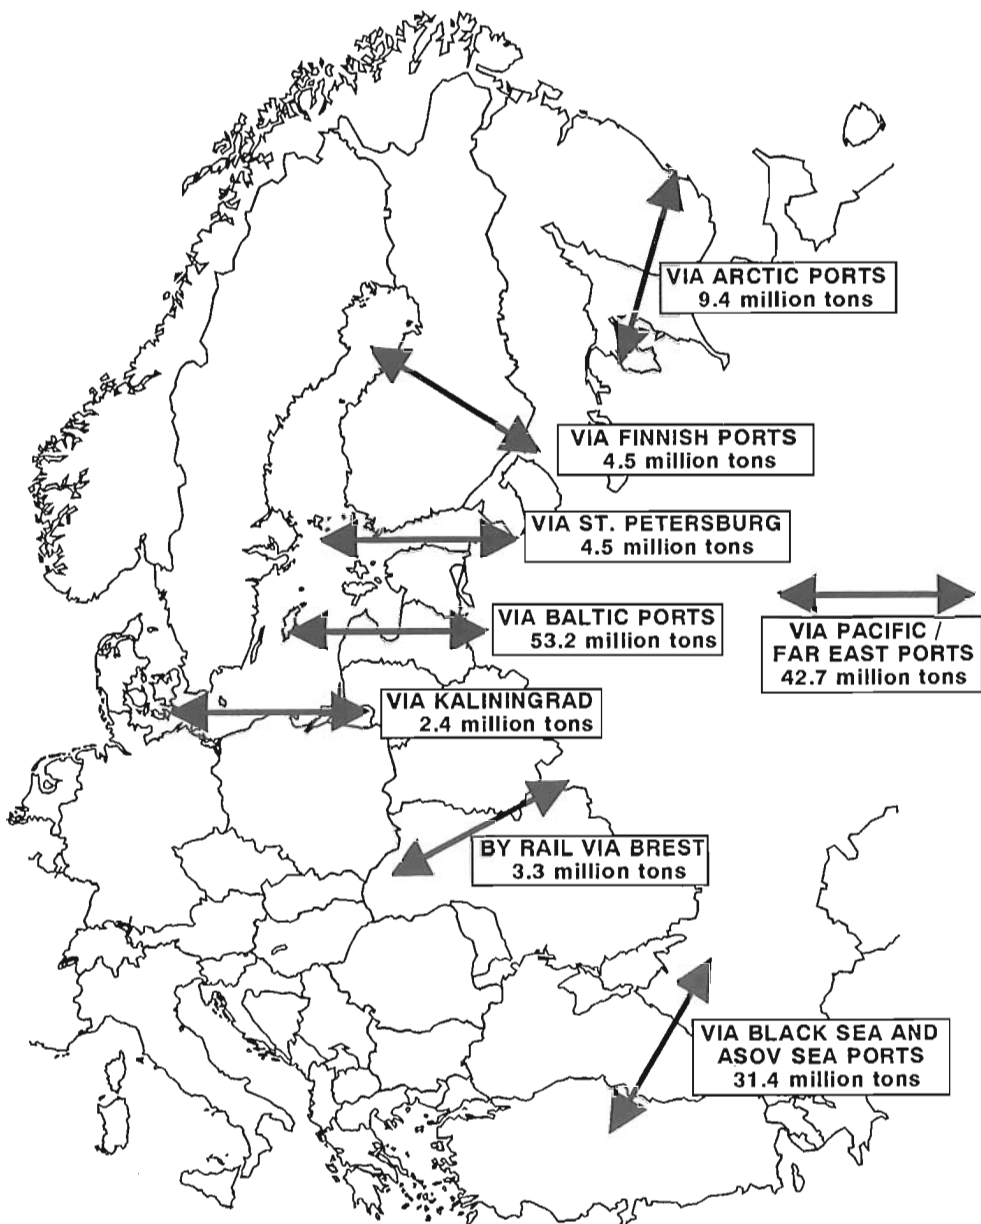 VIA ARCTIC PORTS
9.4 million tons
VIA FINNISH PORTS
4.5 million tons
VIA ST. PETERSBURG
4.5 million tons
VIA BALTIC PORTS
53.2 million tons
VIA PACIFIC /
FAR EAST PORTS
42.7 million tons
VIA KALININGRAD
2.4 million tons
BY RAIL VIA BREST
3.3 million tons
VIA BLACK SEA AND
ASOV SEA PORTS
31.4 million tons